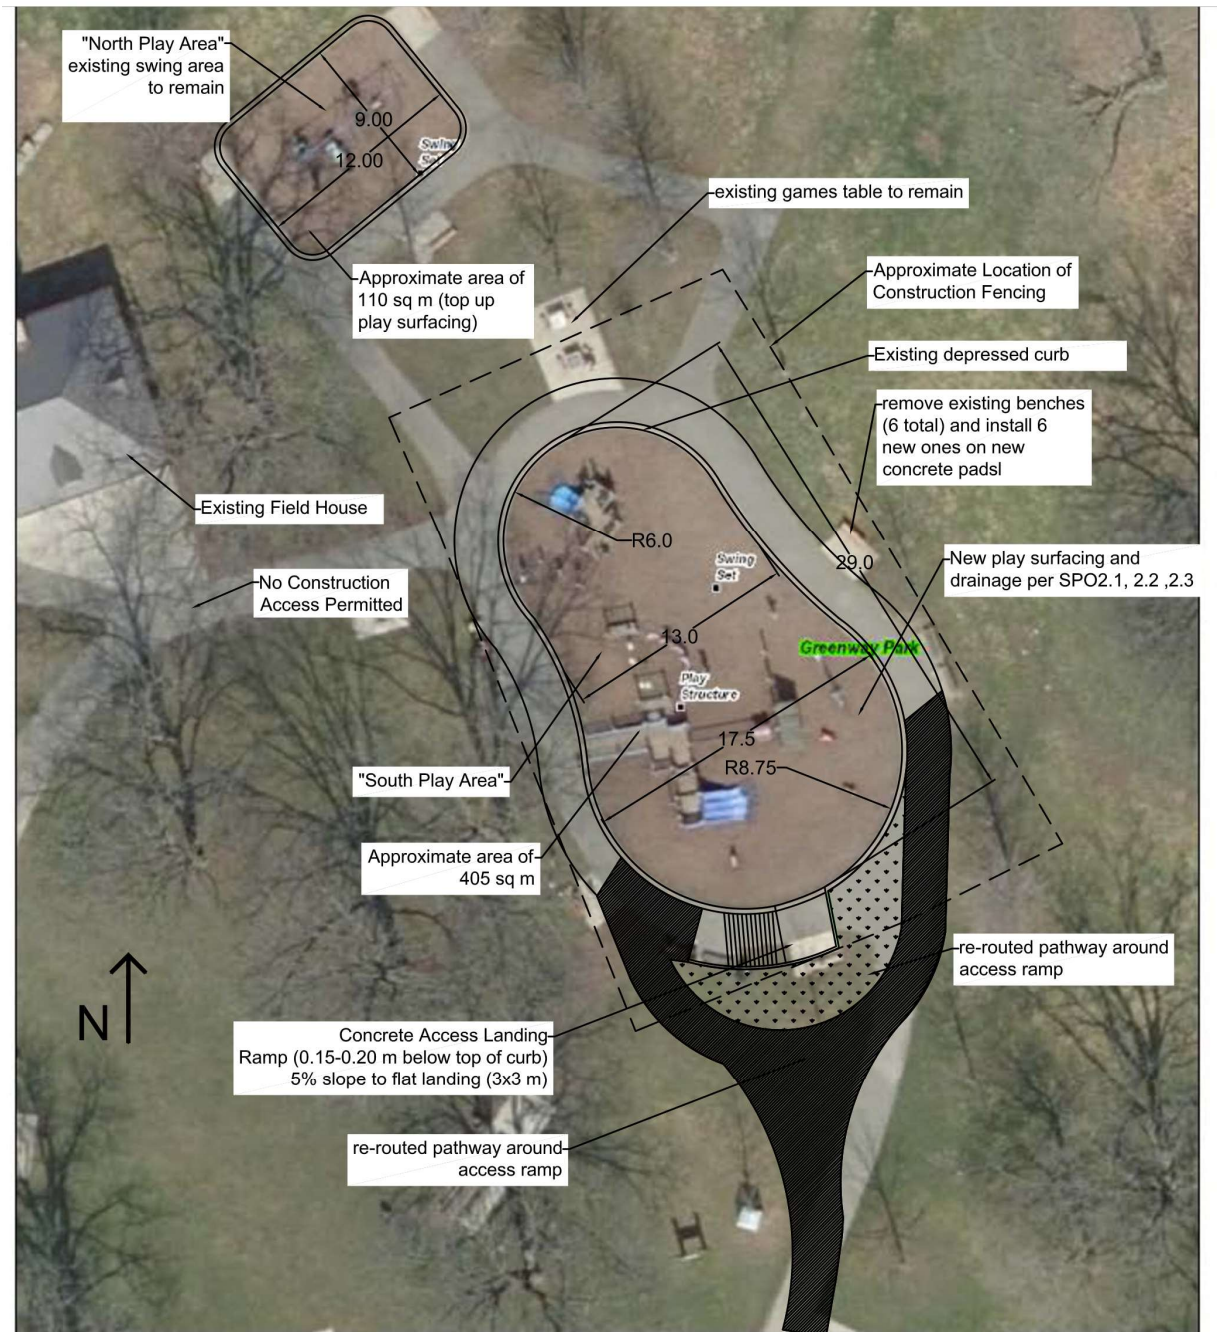 "North Play Area"
existing swing area
to remain
9.00
12.00
Swing
Set
existing games table to remain
Approximate area of
110 sq m (top up
play surfacing)
Approximate Location of
Construction Fencing
Existing depressed curb
remove existing benches
(6 total) and install 6
new ones on new
concrete padsl
Existing Field House
R6.0
29.0
Swing
Set
New play surfacing and
drainage per SPO2.1, 2.2 ,2.3
No Construction
Access Permitted
13.0
Greenway Park
Play
Structure
17.5
R8.75
"South Play Area"
Approximate area of
405 sq m
re-routed pathway around
access ramp
N
Concrete Access Landing
Ramp (0.15-0.20 m below top of curb)
5% slope to flat landing (3x3 m)
re-routed pathway around
access ramp